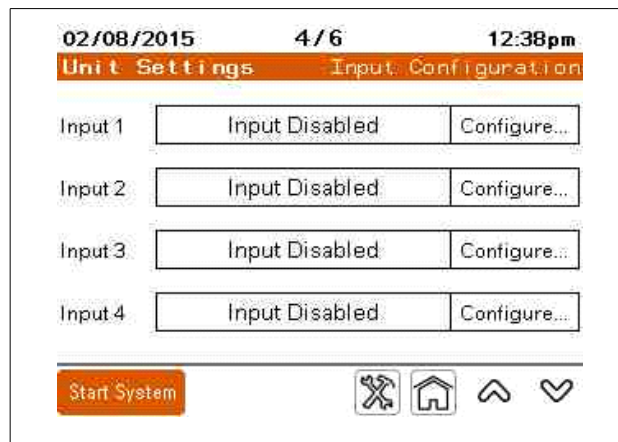 02/08/2015 4/6 12:38pm
Unit Settings Input Configuration
Input 1 Input Disabled Configure...
Input 2 Input Disabled Configure...
Input 3 Input Disabled Configure...
Input 4 Input Disabled Configure...
Start System